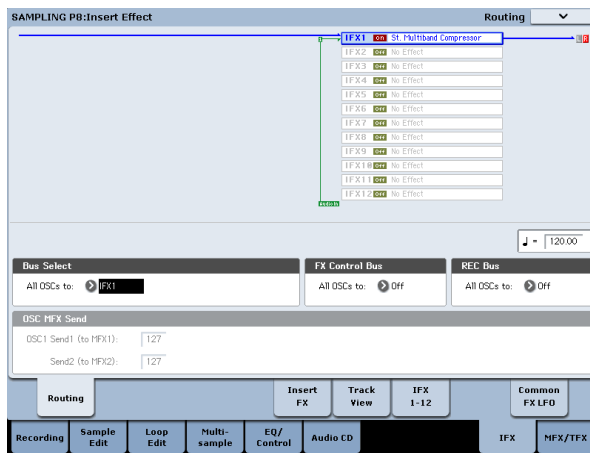 SAMPLING P8:Insert Effect Routing
IFX1 on St. Multiband Compressor L R
IFX2 Off No Effect
IFX3 Off No Effect
IFX4 Off No Effect
IFX5 Off No Effect
IFX6 Off No Effect
IFX7 Off No Effect
IFX8 Off No Effect
IFX9 Off No Effect
IFX10 Off No Effect
IFX11 Off No Effect
IFX12 Off No Effect
Audio In
♩ = 120.00
Bus Select FX Control Bus REC Bus
All OSCs to: IFX1 All OSCs to: Off All OSCs to: Off
OSC MFX Send
OSC1 Send1 (to MFX1): 127
Send2 (to MFX2): 127
Routing Insert FX Track View IFX 1-12 Common FX LFO
Recording Sample Edit Loop Edit Multi-sample EQ/Control Audio CD IFX MFX/TFX